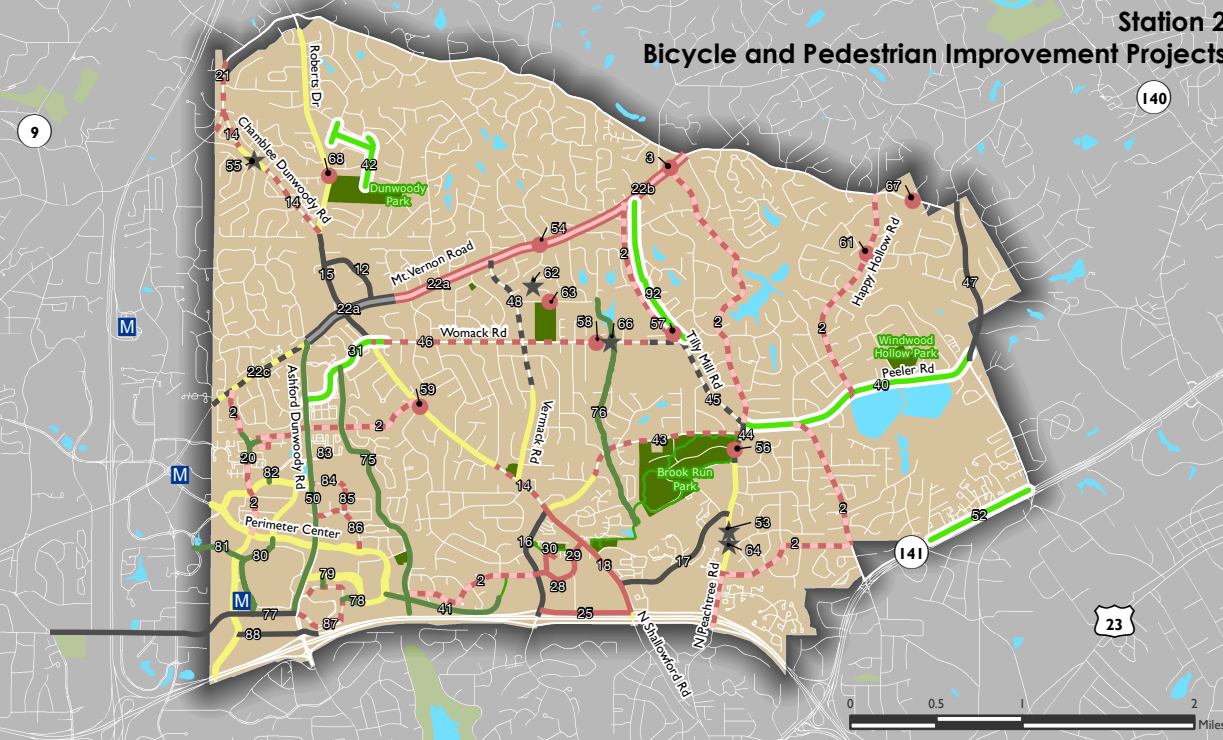 Station 2
Bicycle and Pedestrian Improvement Projects
140
9
21
Roberts Dr
14
Chamblee Dunwoody Rd
55
68
42
3
14
Dunwoody
Park
22b
67
54
2
61
Happy Hollow Rd
15
12
Mt.Vernon Road
62
22a
63
48
92
47
22a
58
66
57
2
2
M
46
Womack Rd
31
Tilly Mill Rd
Windwood
Hollow Park
Peeler Rd
22c
Ashford Dunwoody Rd
59
45
40
2
76
Vermack Rd
2
44
43
56
20
83
75
82
84
Brook Run
Park
M
50
85
14
2
2
Perimeter Center
86
53
52
81
80
16
30
29
64
2
141
18
17
79
2
28
N Peachtree Rd
M
78
41
77
25
87
88
N Shallowford Rd
23
0
0.5
1
2
Miles